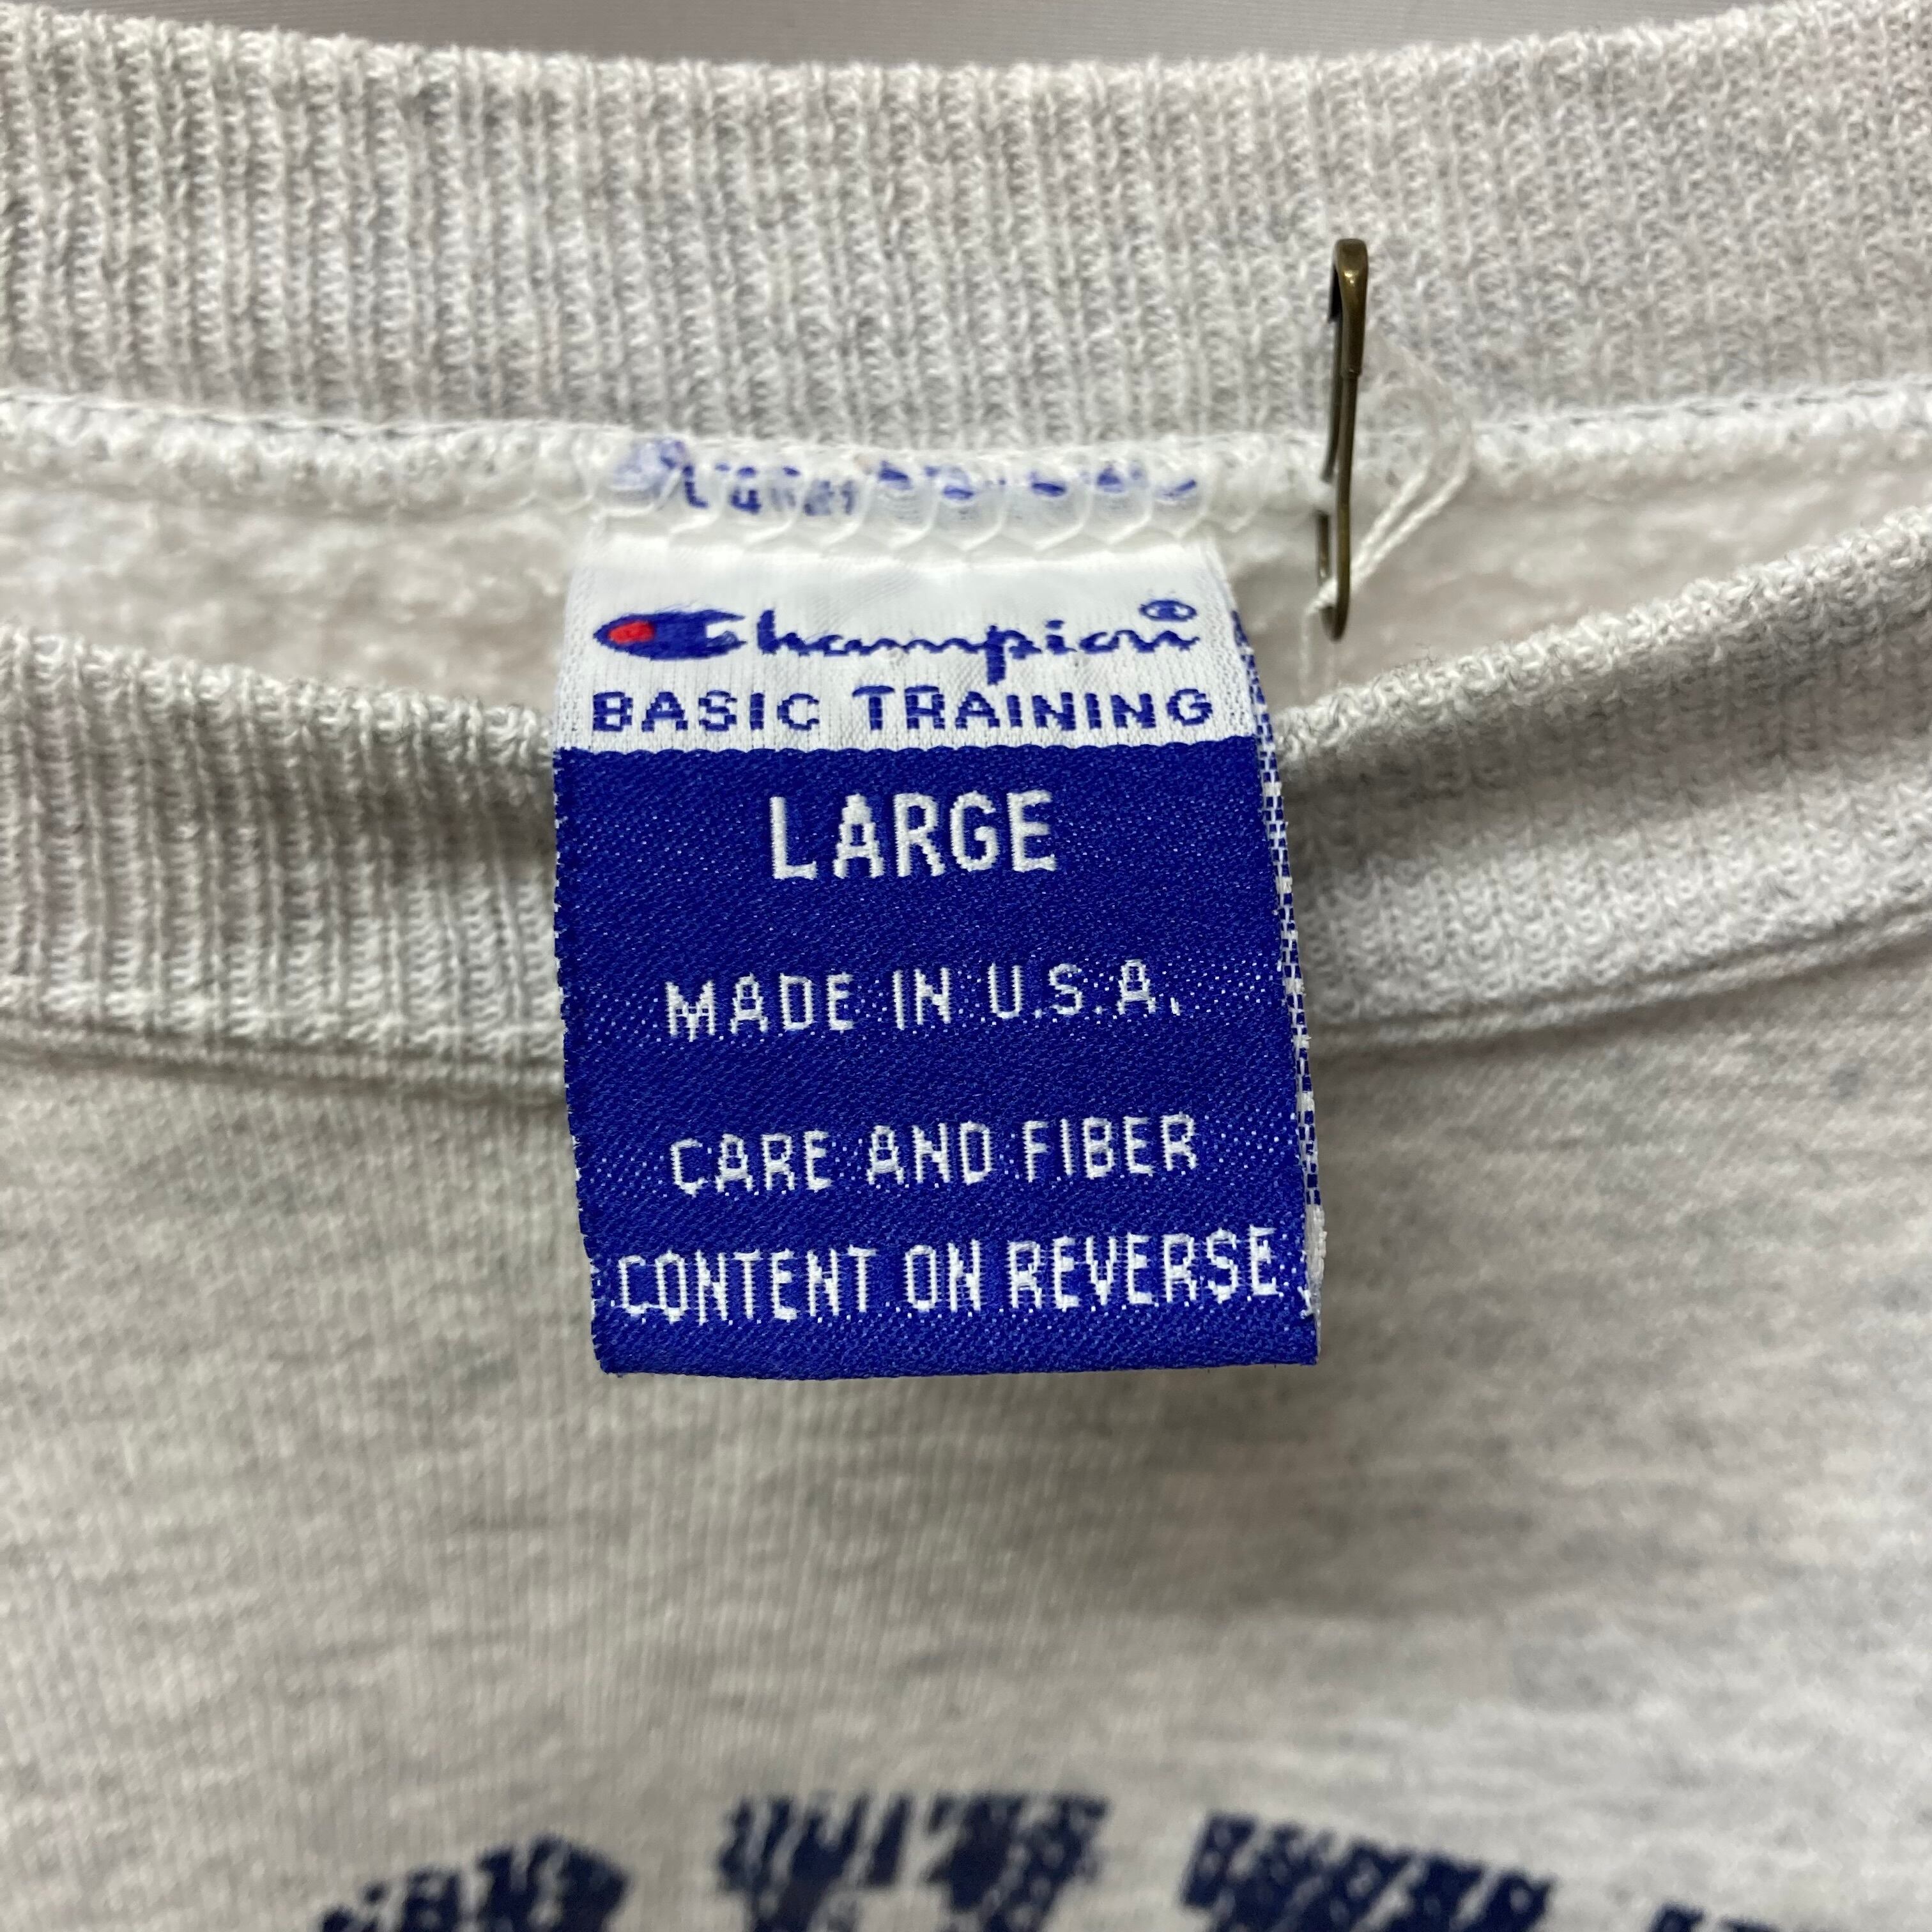 Champion®
BASIC TRAINING
LARGE
MADE IN U.S.A.
CARE AND FIBER
CONTENT ON REVERSE